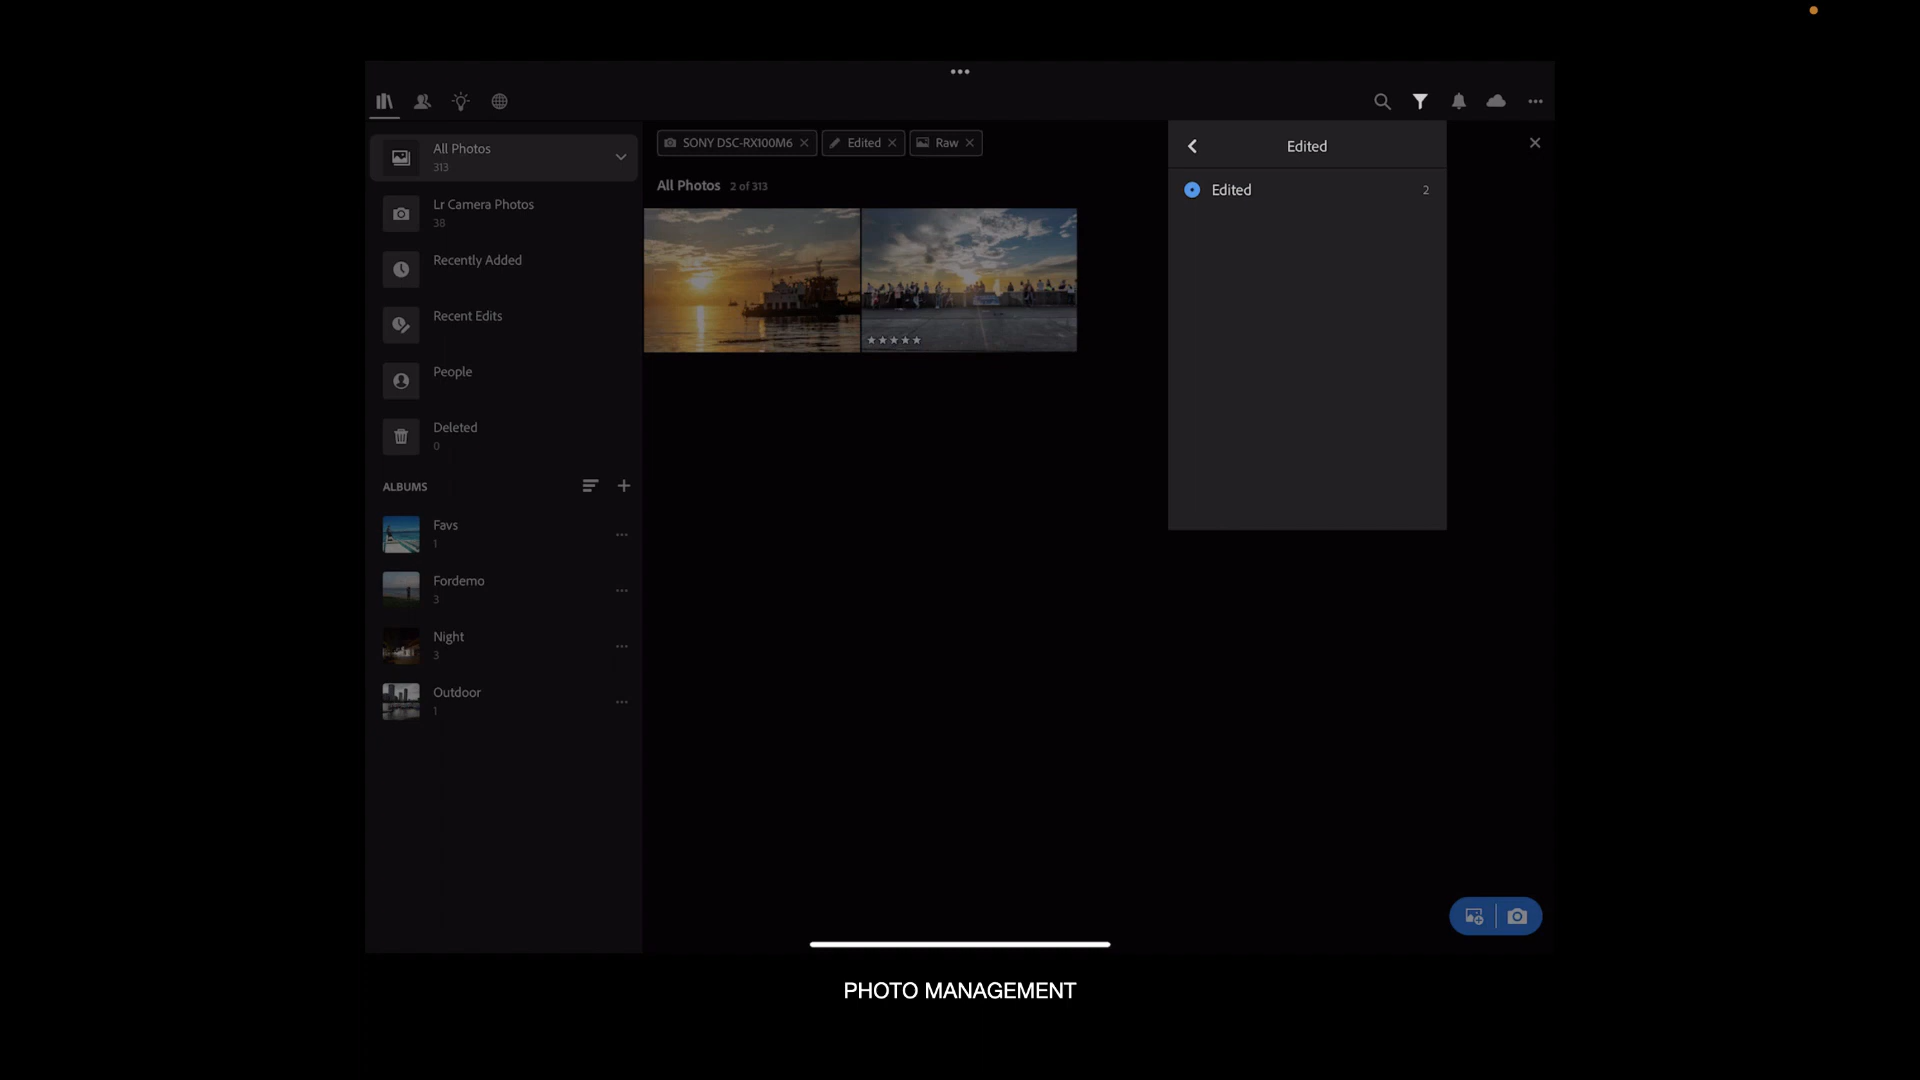 All Photos
313
Lr Camera Photos
38
Recently Added
Recent Edits
People
Deleted
0
ALBUMS
Favs
1
Fordemo
3
Night
3
Outdoor
1
SONY DSC-RX100M6
Edited
Raw
All Photos 2 of 313
Edited
Edited 2
PHOTO MANAGEMENT